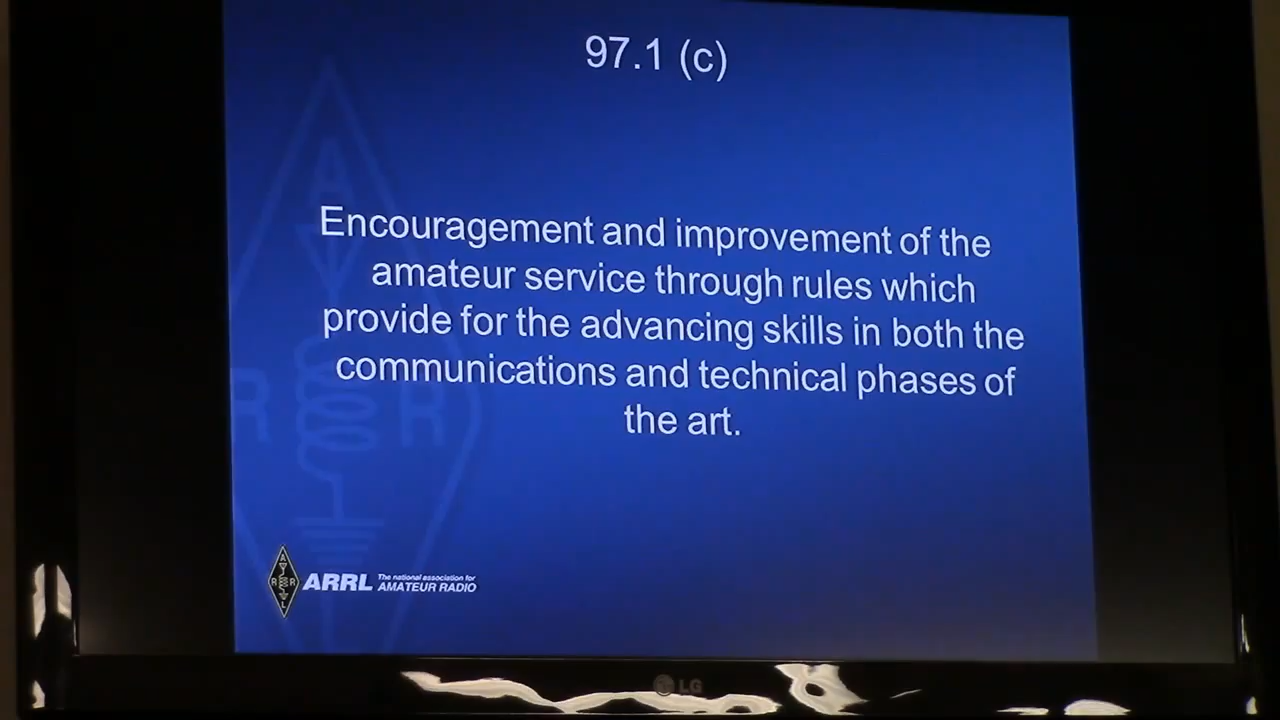 97.1 (c)
Encouragement and improvement of the
amateur service through rules which
provide for the advancing skills in both the
communications and technical phases of
the art.
A
R R
L
ARRL The national association for
AMATEUR RADIO
LG